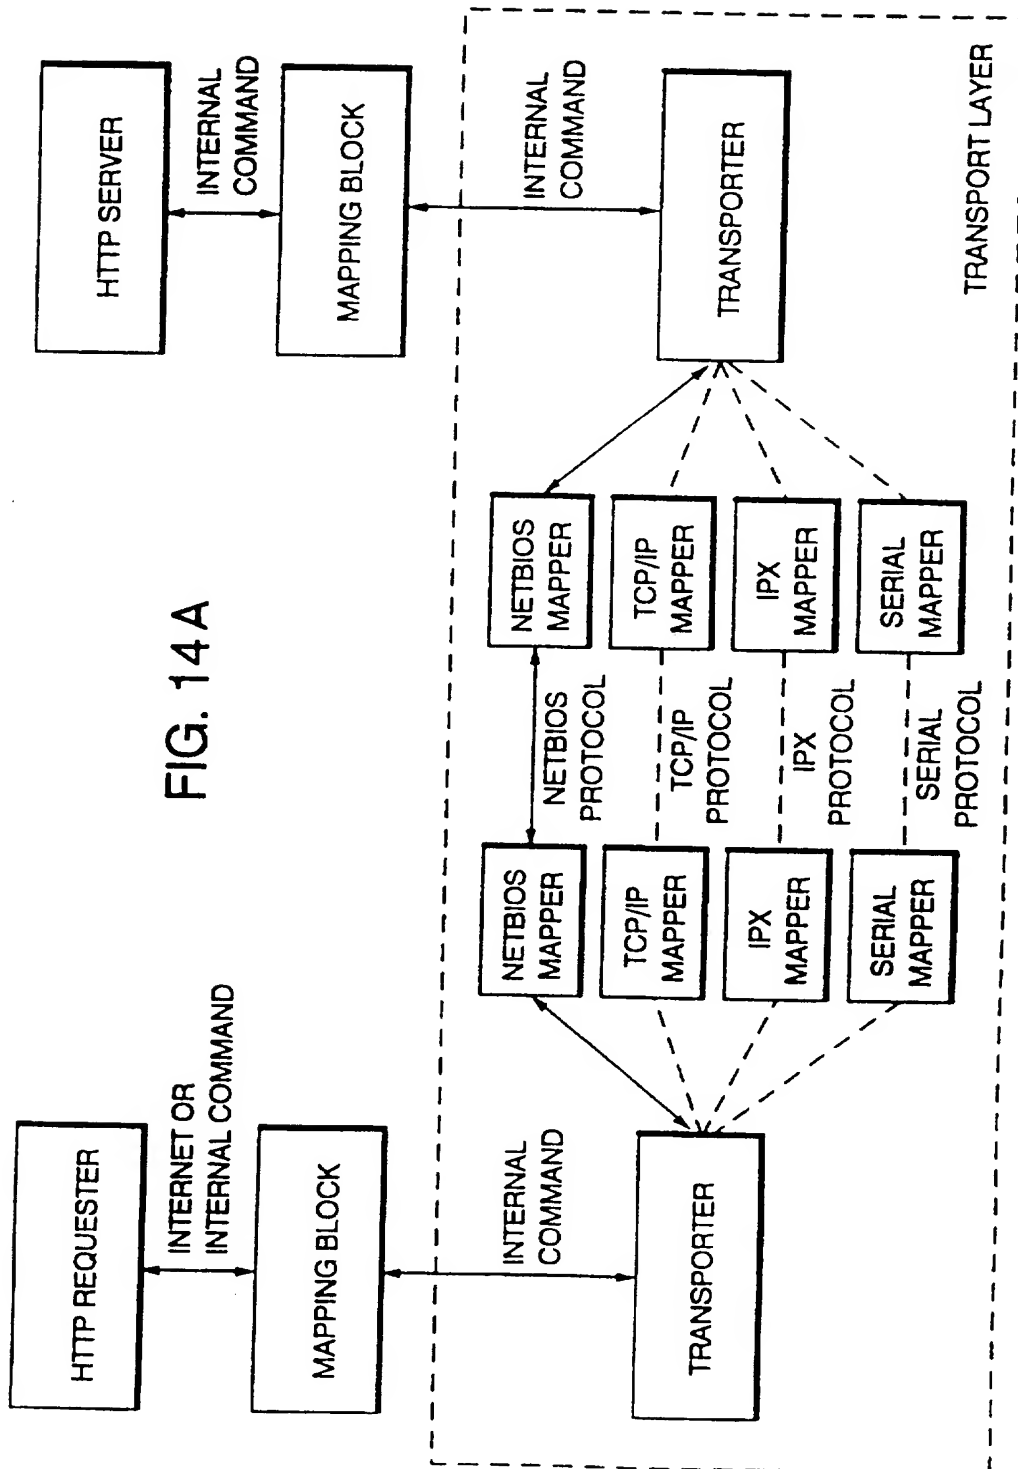 FIG. 14A
HTTP REQUESTER
INTERNET OR
INTERNAL COMMAND
MAPPING BLOCK
INTERNAL
COMMAND
TRANSPORTER
NETBIOS
MAPPER
TCP/IP
MAPPER
IPX
MAPPER
SERIAL
MAPPER
NETBIOS
PROTOCOL
TCP/IP
PROTOCOL
IPX
PROTOCOL
SERIAL
PROTOCOL
NETBIOS
MAPPER
TCP/IP
MAPPER
IPX
MAPPER
SERIAL
MAPPER
HTTP SERVER
INTERNAL
COMMAND
MAPPING BLOCK
INTERNAL
COMMAND
TRANSPORTER
TRANSPORT LAYER